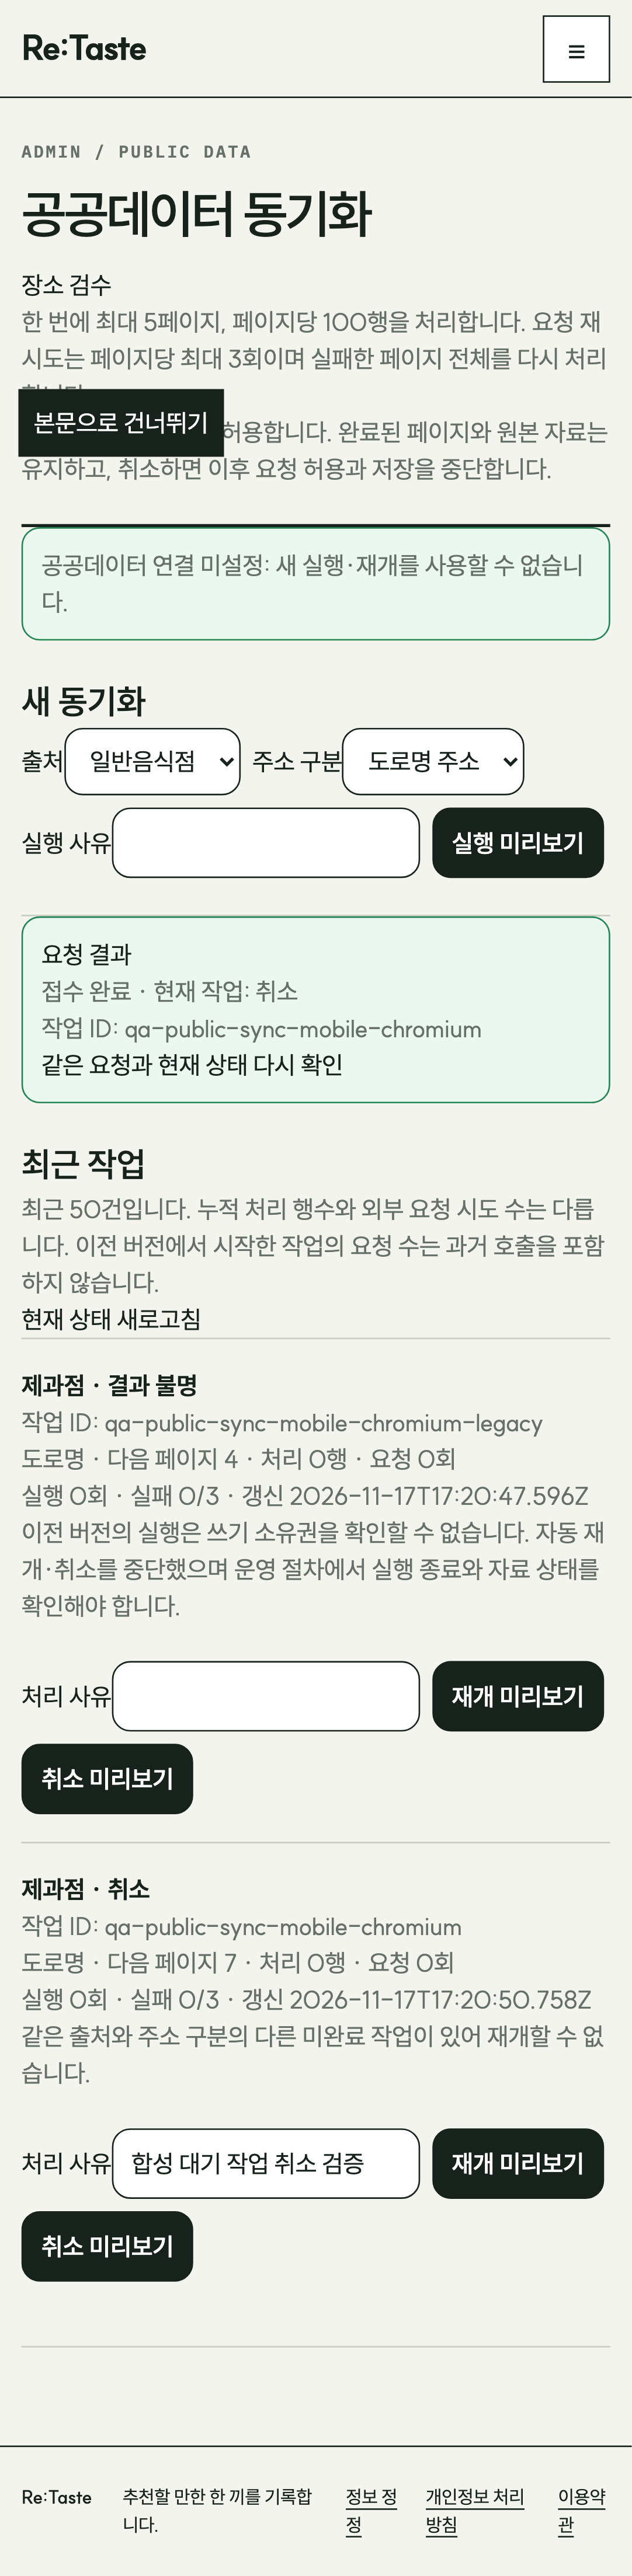 Re:Taste
≡
ADMIN / PUBLIC DATA
공공데이터 동기화
장소 검수
한 번에 최대 5페이지, 페이지당 100행을 처리합니다. 요청 재
시도는 페이지당 최대 3회이며 실패한 페이지 전체를 다시 처리
본문으로 건너뛰기
허용합니다. 완료된 페이지와 원본 자료는
유지하고, 취소하면 이후 요청 허용과 저장을 중단합니다.
공공데이터 연결 미설정: 새 실행·재개를 사용할 수 없습니
다.
새 동기화
출처 일반음식점 주소 구분 도로명 주소
실행 사유 실행 미리보기
요청 결과
접수 완료 · 현재 작업: 취소
작업 ID: qa-public-sync-mobile-chromium
같은 요청과 현재 상태 다시 확인
최근 작업
최근 50건입니다. 누적 처리 행수와 외부 요청 시도 수는 다릅
니다. 이전 버전에서 시작한 작업의 요청 수는 과거 호출을 포함
하지 않습니다.
현재 상태 새로고침
제과점 · 결과 불명
작업 ID: qa-public-sync-mobile-chromium-legacy
도로명 · 다음 페이지 4 · 처리 0행 · 요청 0회
실행 0회 · 실패 0/3 · 갱신 2026-11-17T17:20:47.596Z
이전 버전의 실행은 쓰기 소유권을 확인할 수 없습니다. 자동 재
개·취소를 중단했으며 운영 절차에서 실행 종료와 자료 상태를
확인해야 합니다.
처리 사유 재개 미리보기
취소 미리보기
제과점 · 취소
작업 ID: qa-public-sync-mobile-chromium
도로명 · 다음 페이지 7 · 처리 0행 · 요청 0회
실행 0회 · 실패 0/3 · 갱신 2026-11-17T17:20:50.758Z
같은 출처와 주소 구분의 다른 미완료 작업이 있어 재개할 수 없
습니다.
처리 사유 합성 대기 작업 취소 검증 재개 미리보기
취소 미리보기
Re:Taste 추천할 만한 한 끼를 기록합 정보 정 개인정보 처리 이용약
니다. 정 방침 관